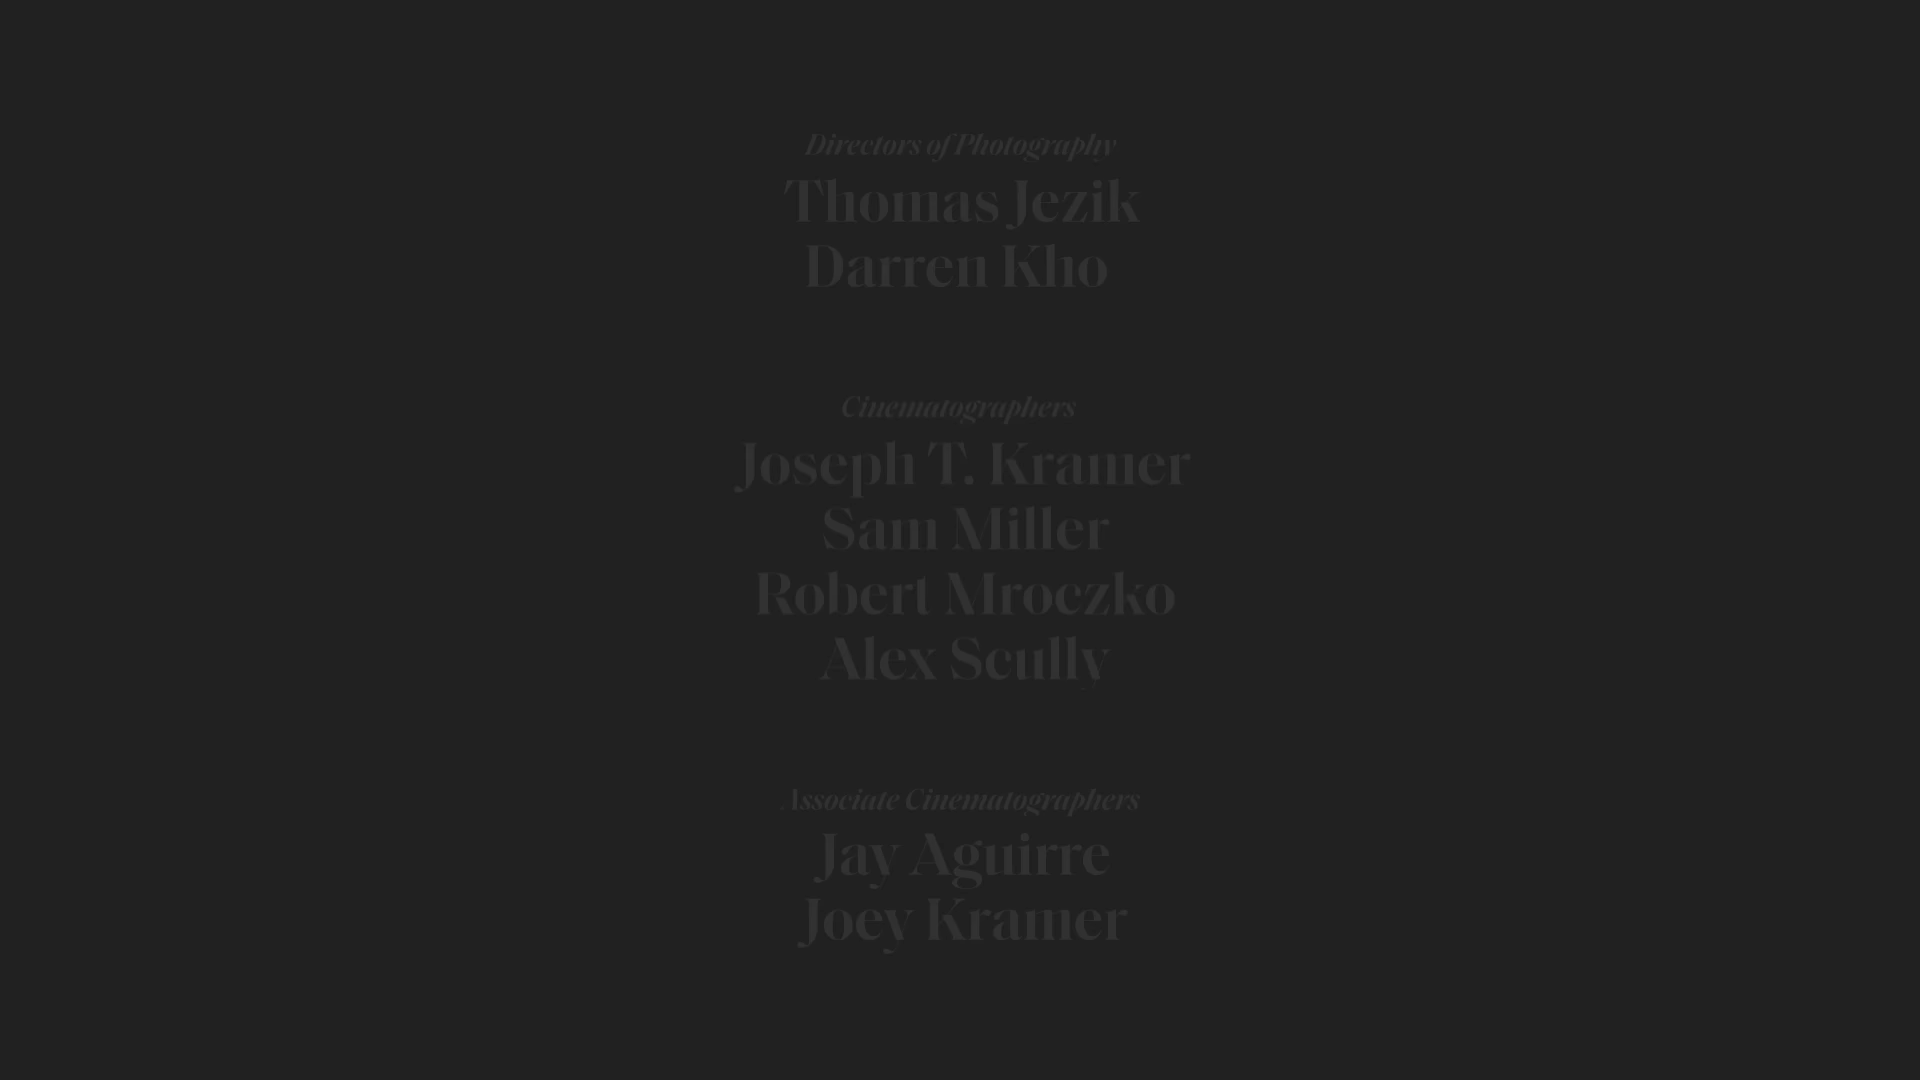 Directors of Photography
Thomas Jezik
Darren Kho
Cinematographers
Joseph T. Kramer
Sam Miller
Robert Mroczko
Alex Scully
Associate Cinematographers
Jay Aguirre
Joey Kramer